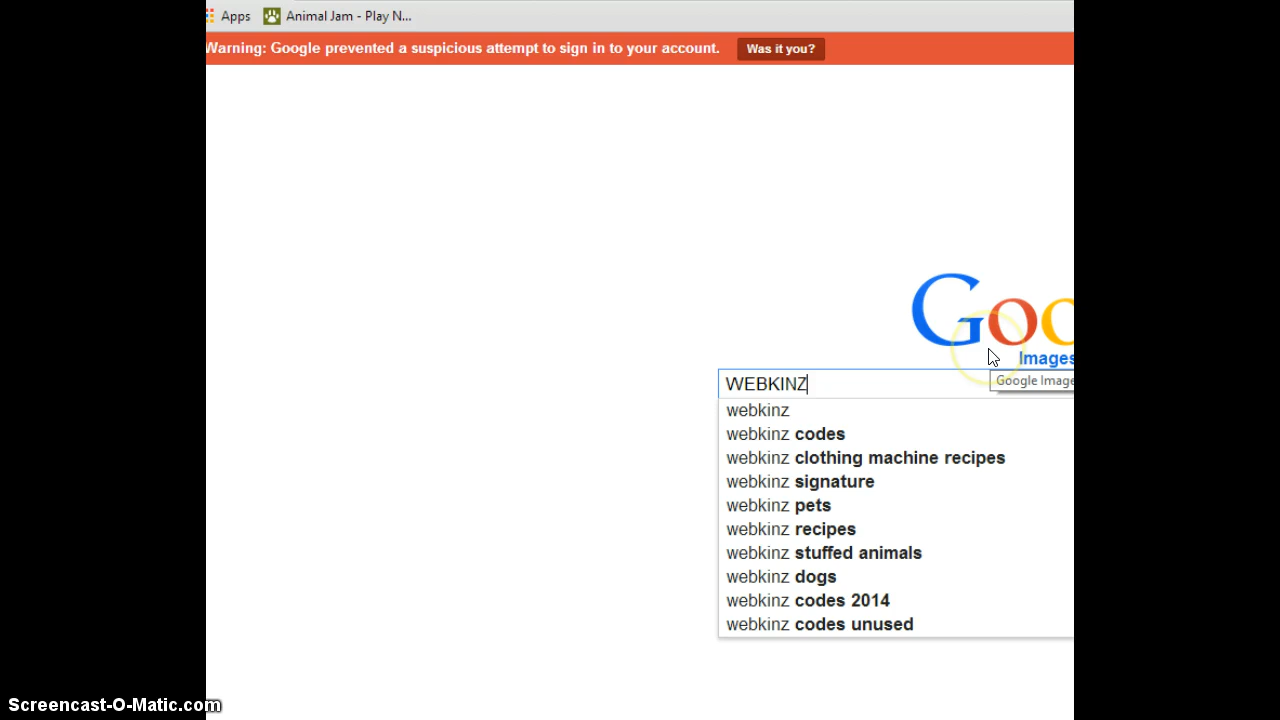 Apps Animal Jam - Play N...
Warning: Google prevented a suspicious attempt to sign in to your account. Was it you?
Goo
Images
WEBKINZ
Google Image
webkinz
webkinz codes
webkinz clothing machine recipes
webkinz signature
webkinz pets
webkinz recipes
webkinz stuffed animals
webkinz dogs
webkinz codes 2014
webkinz codes unused
Screencast-O-Matic.com